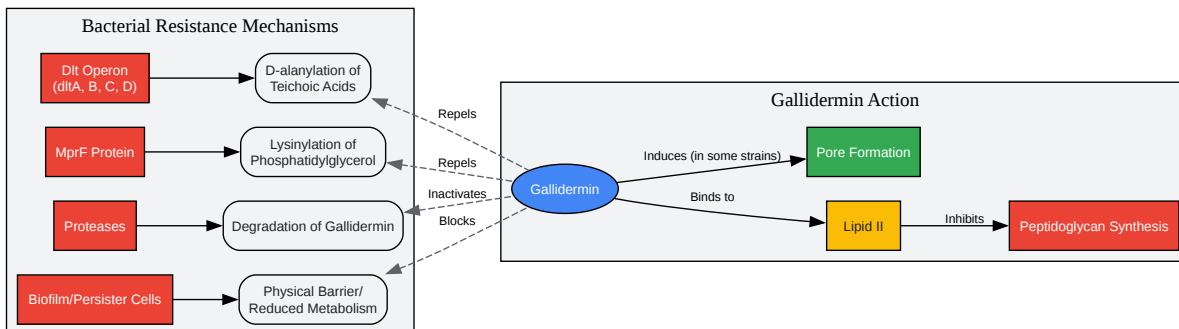 Bacterial Resistance Mechanisms
Dlt Operon
(dltA, B, C, D)
D-alanylation of
Teichoic Acids
MprF Protein
Lysinylation of
Phosphatidylglycerol
Proteases
Degradation of Gallidermin
Biofilm/Persister Cells
Physical Barrier/
Reduced Metabolism
Repels
Repels
Inactivates
Blocks
Gallidermin Action
Gallidermin
Induces (in some strains)
Pore Formation
Binds to
Lipid II
Inhibits
Peptidoglycan Synthesis